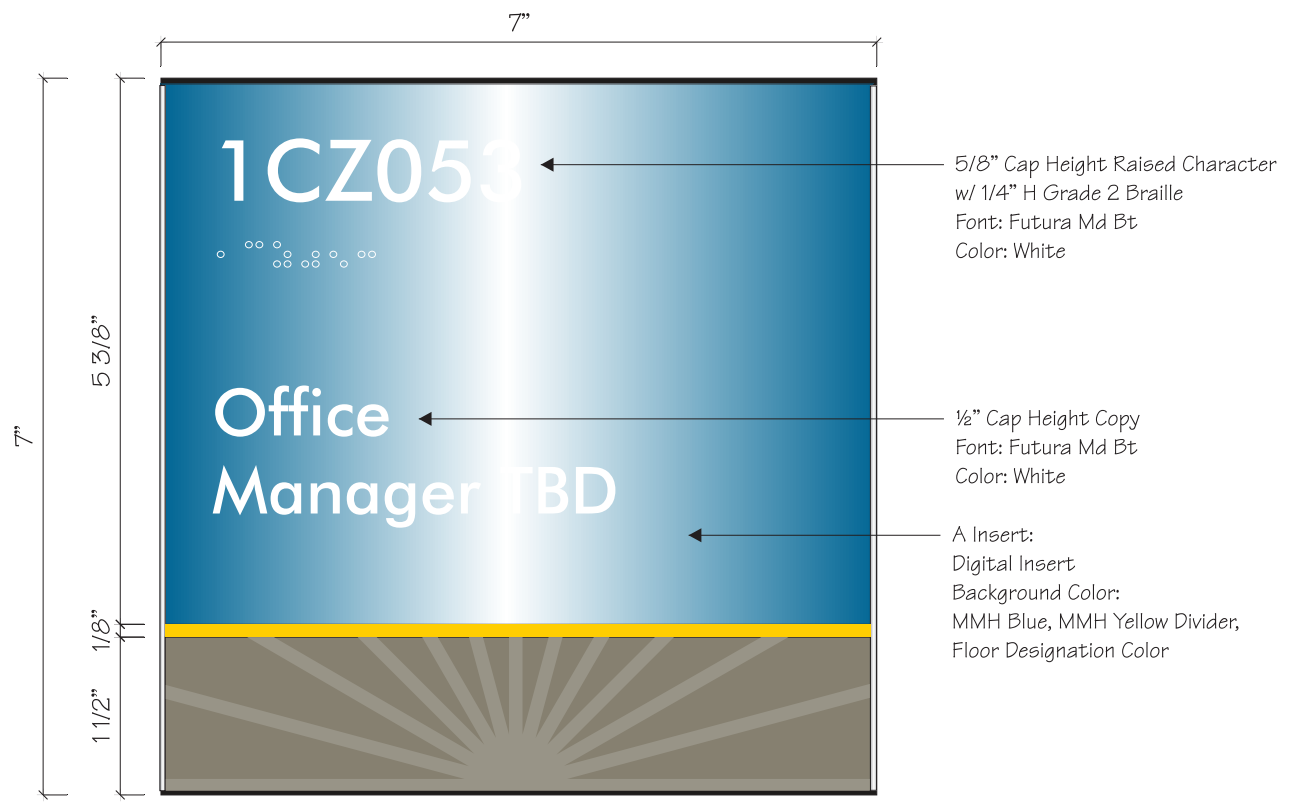 7”
1CZ053
5/8” Cap Height Raised Character
w/ 1/4” H Grade 2 Braille
Font: Futura Md Bt
Color: White
5 3/8”
7”
Office
Manager TBD
½” Cap Height Copy
Font: Futura Md Bt
Color: White
A Insert:
Digital Insert
Background Color:
MMH Blue, MMH Yellow Divider,
Floor Designation Color
1/8”
1 1/2”